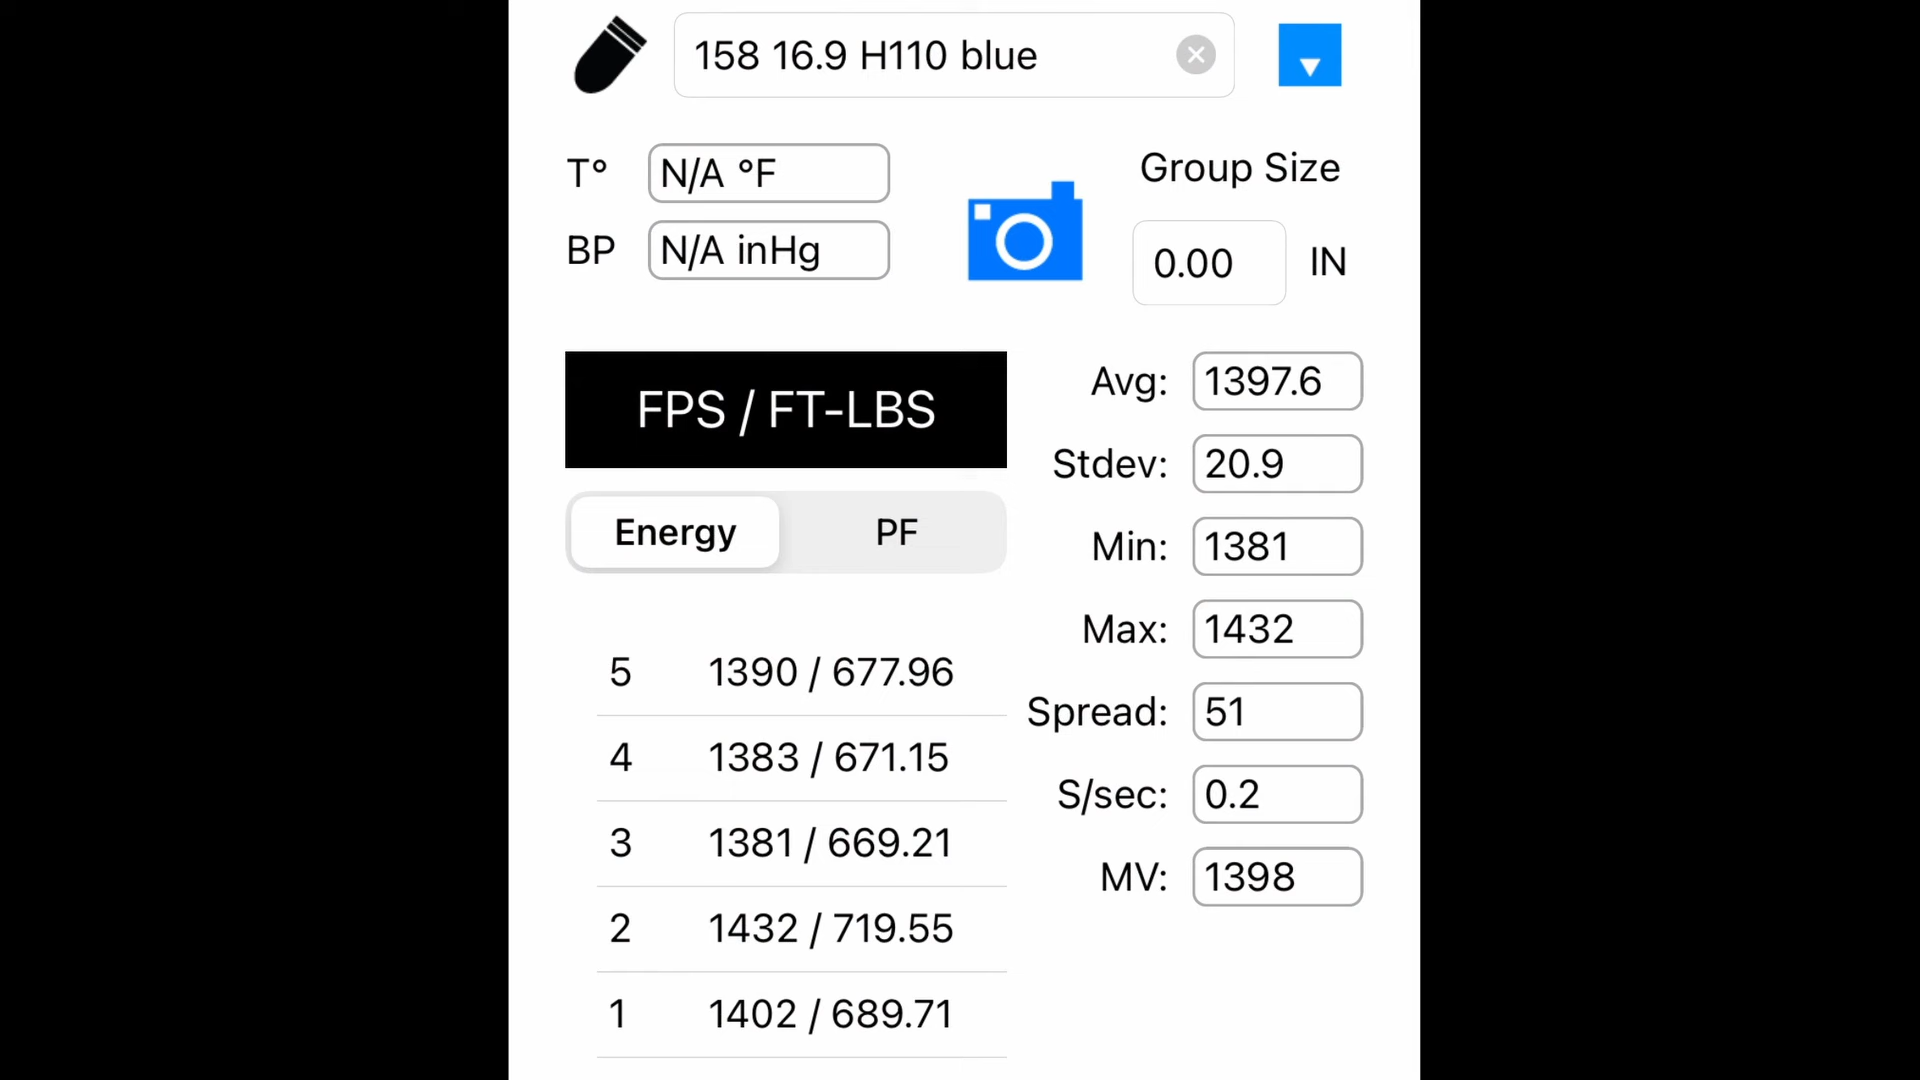 158 16.9 H110 blue
T° N/A °F
BP N/A inHg
Group Size
0.00 IN
FPS / FT-LBS
Energy PF
5 1390 / 677.96
4 1383 / 671.15
3 1381 / 669.21
2 1432 / 719.55
1 1402 / 689.71
Avg: 1397.6
Stdev: 20.9
Min: 1381
Max: 1432
Spread: 51
S/sec: 0.2
MV: 1398